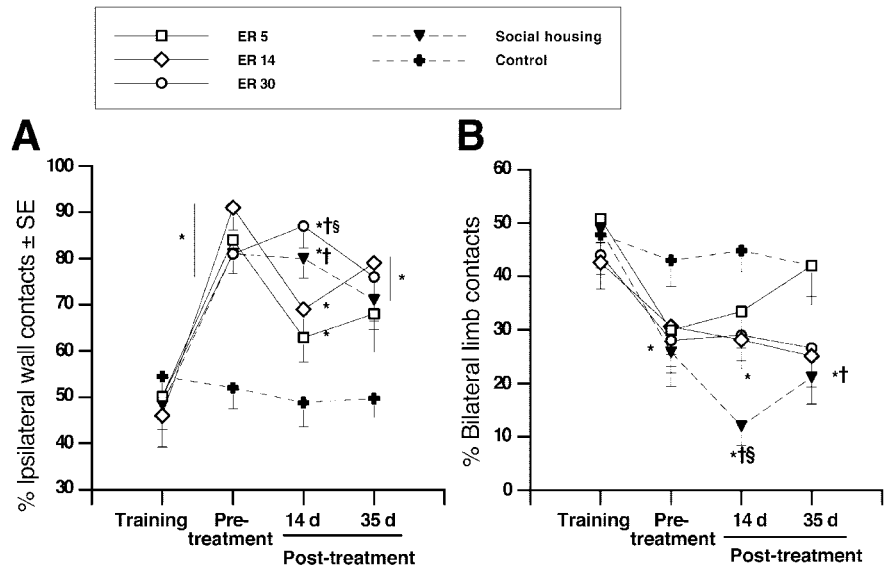 ER 5
ER 14
ER 30
Social housing
Control
A
% Ipsilateral wall contacts ± SE
100
90
80
70
60
50
40
30
*
*†§
*†
*
*
*
Training
Pre-
treatment
14 d
35 d
Post-treatment
B
% Bilateral limb contacts
60
50
40
30
20
10
0
*
*
*†§
*†
Training
Pre-
treatment
14 d
35 d
Post-treatment